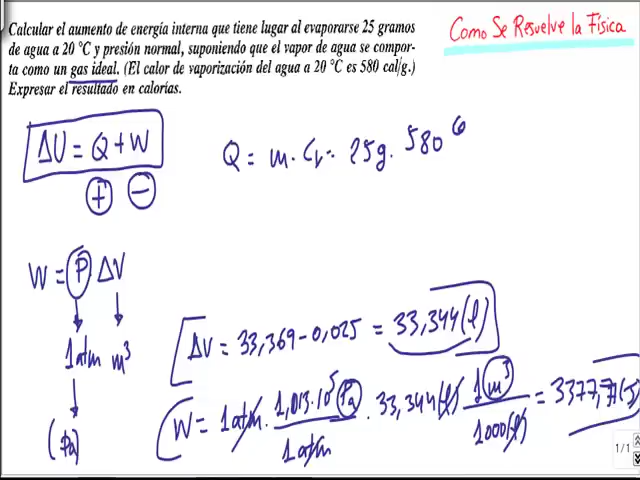 Calcular el aumento de energía interna que tiene lugar al evaporarse 25 gramos
de agua a 20 °C y presión normal, suponiendo que el vapor de agua se compor-
ta como un gas ideal. (El calor de vaporización del agua a 20 °C es 580 cal/g.)
Expresar el resultado en calorías.
Como Se Resuelve la Física
ΔU = Q + W
+ −
Q = m. Cv = 25g. 580
W = P ΔV
1 atm m³
(Pa)
ΔV = 33,369 - 0,025 = 33,344 (l)
W = 1 atm . 1,013.10⁵ Pa / 1 atm . 33,344 (l) 1 m³ / 1000 (l) = 3377,71 (J)
1/1